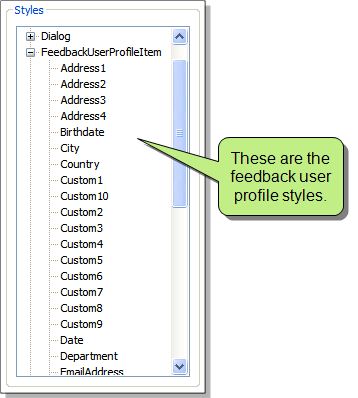 Styles
Dialog
FeedbackUserProfileItem
Address1
Address2
Address3
Address4
Birthdate
City
Country
Custom1
Custom10
Custom2
Custom3
Custom4
Custom5
Custom6
Custom7
Custom8
Custom9
Date
Department
EmailAddress
These are the
feedback user
profile styles.